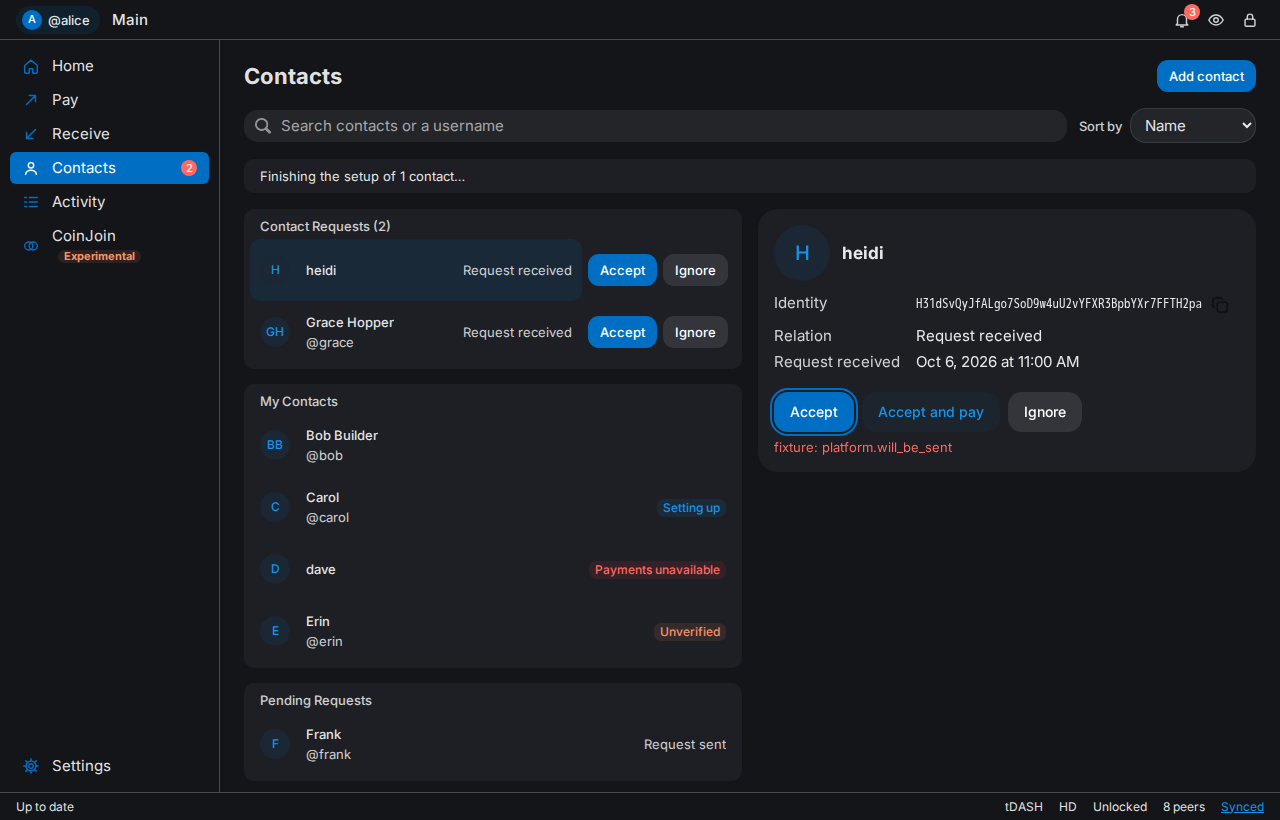 A @alice Main 3
Home
Pay
Receive
Contacts 2
Activity
CoinJoin
Experimental
Settings
Contacts
Add contact
Search contacts or a username
Sort by Name
Finishing the setup of 1 contact...
Contact Requests (2)
H heidi Request received Accept Ignore
GH Grace Hopper
@grace
Request received Accept Ignore
My Contacts
BB Bob Builder
@bob
C Carol
@carol
Setting up
D dave Payments unavailable
E Erin
@erin
Unverified
Pending Requests
F Frank
@frank
Request sent
H heidi
Identity H31dSvQyJfALgo7SoD9w4uU2vYFXR3BpbYXr7FFTH2pa
Relation Request received
Request received Oct 6, 2026 at 11:00 AM
Accept Accept and pay Ignore
fixture: platform.will_be_sent
Up to date tDASH HD Unlocked 8 peers Synced